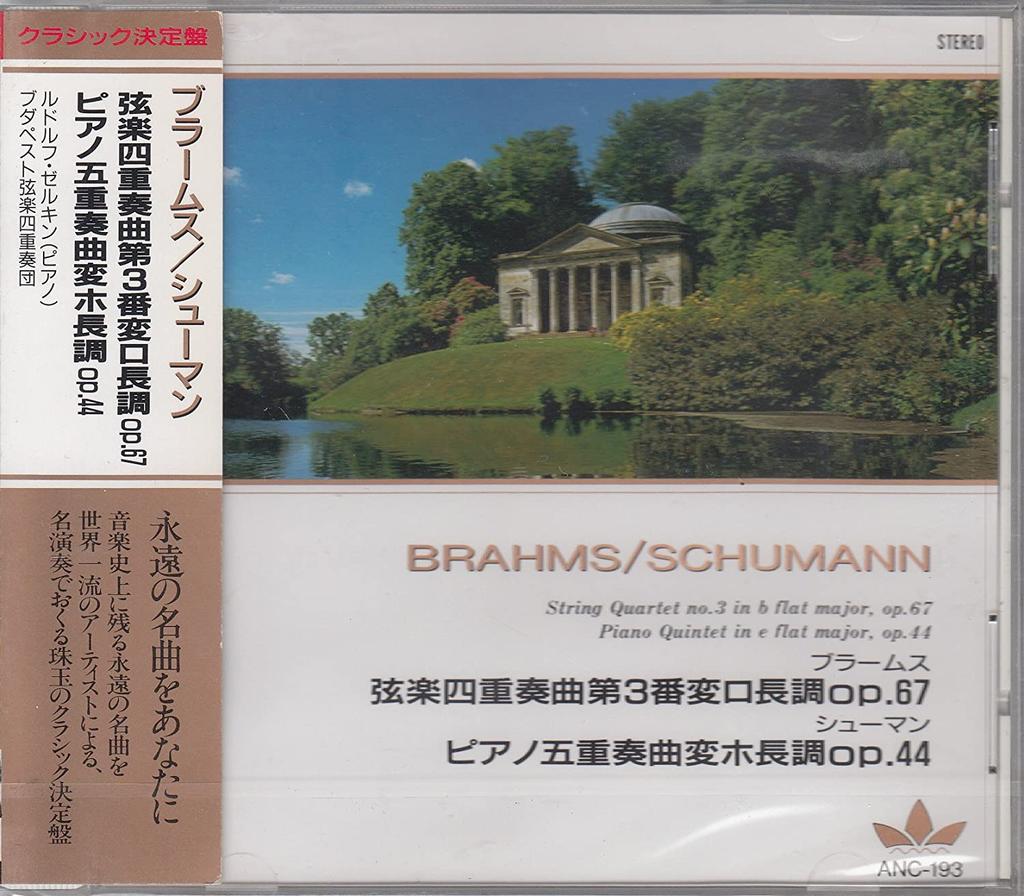 クラシック決定盤
ブラームス/シューマン
弦楽四重奏曲第3番変ロ長調op.67
ピアノ五重奏曲変ホ長調op.44
ルドルフ・ゼルキン(ピアノ)
ブダペスト弦楽四重奏団
永遠の名曲をあなたに
音楽史上に残る永遠の名曲を
世界一流のアーティストによる、
名演奏でおくる珠玉のクラシック決定盤
STEREO
BRAHMS/SCHUMANN
String Quartet no.3 in b flat major, op.67
Piano Quintet in e flat major, op.44
ブラームス
弦楽四重奏曲第3番変ロ長調op.67
シューマン
ピアノ五重奏曲変ホ長調op.44
ANC-193